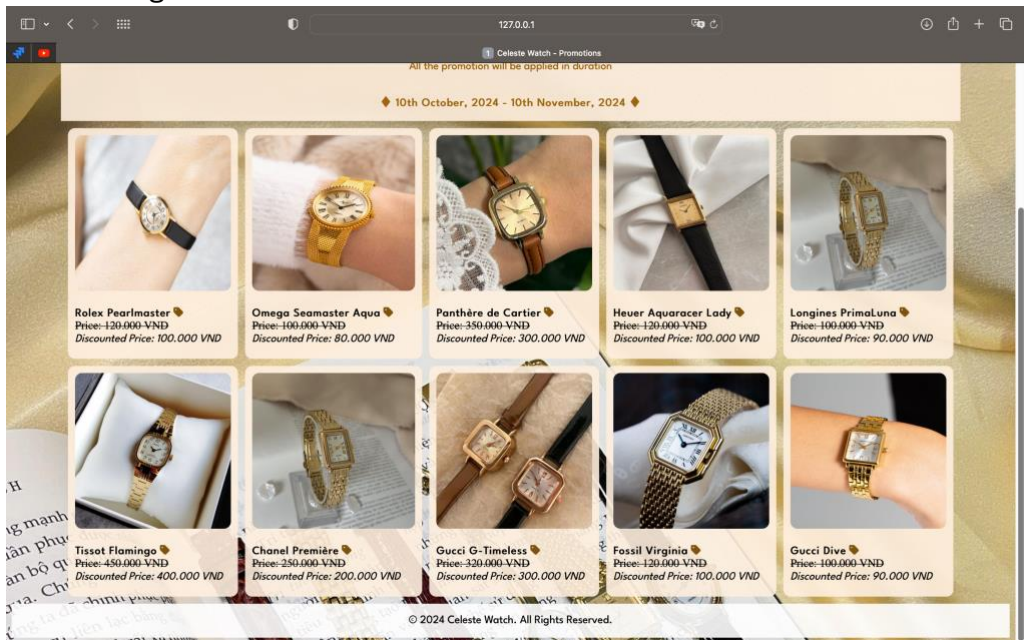 127.0.0.1
1 Celeste Watch – Promotions
All the promotion will be applied in duration
♦ 10th October, 2024 - 10th November, 2024 ♦
Rolex Pearlmaster
Price: 120.000 VND
Discounted Price: 100.000 VND
Omega Seamaster Aqua
Price: 100.000 VND
Discounted Price: 80.000 VND
Panthère de Cartier
Price: 350.000 VND
Discounted Price: 300.000 VND
Heuer Aquaracer Lady
Price: 120.000 VND
Discounted Price: 100.000 VND
Longines PrimaLuna
Price: 100.000 VND
Discounted Price: 90.000 VND
Tissot Flamingo
Price: 450.000 VND
Discounted Price: 400.000 VND
Chanel Première
Price: 250.000 VND
Discounted Price: 200.000 VND
Gucci G-Timeless
Price: 320.000 VND
Discounted Price: 300.000 VND
Fossil Virginia
Price: 120.000 VND
Discounted Price: 100.000 VND
Gucci Dive
Price: 100.000 VND
Discounted Price: 90.000 VND
H
mạnh
phục
bộ
© 2024 Celeste Watch. All Rights Reserved.